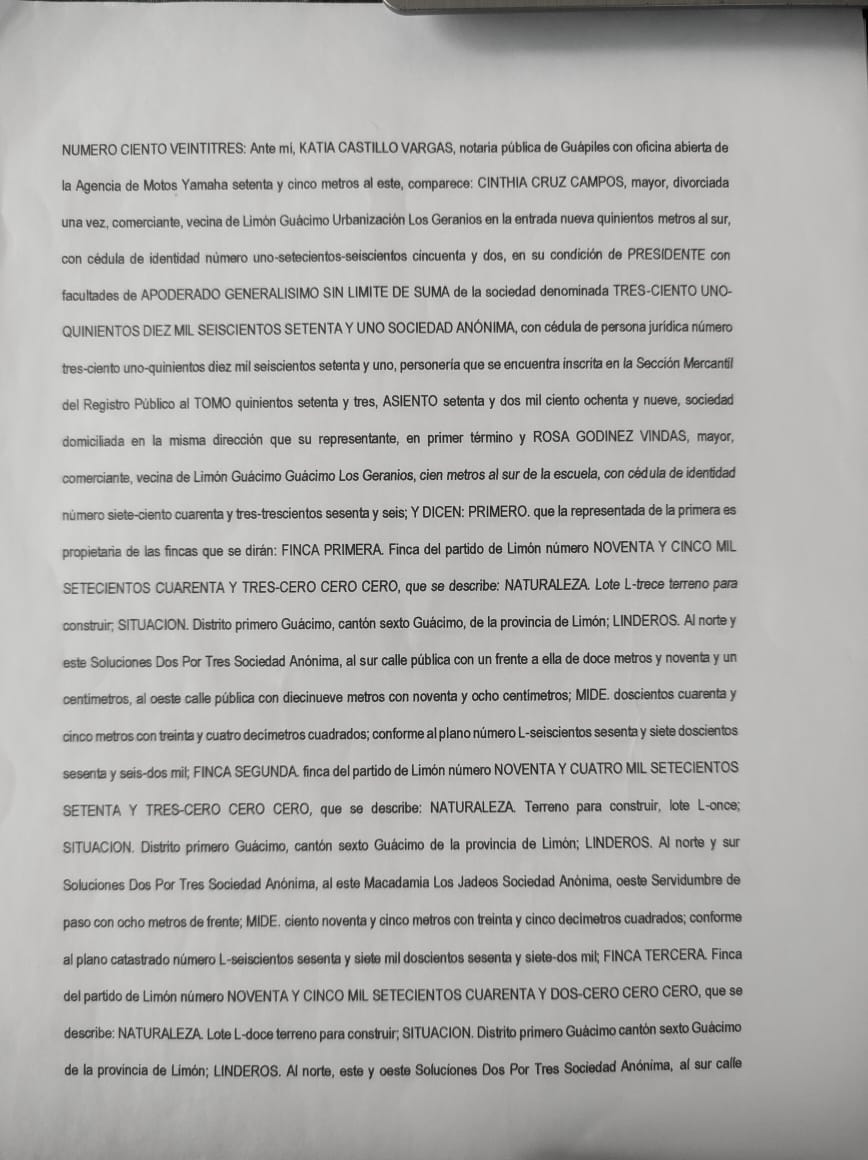 NUMERO CIENTO VEINTITRES: Ante mi, KATIA CASTILLO VARGAS, notaria pública de Guápiles con oficina abierta de
la Agencia de Motos Yamaha setenta y cinco metros al este, comparece: CINTHIA CRUZ CAMPOS, mayor, divorciada
una vez, comerciante, vecina de Limón Guácimo Urbanización Los Geranios en la entrada nueva quinientos metros al sur,
con cédula de identidad número uno-setecientos-seiscientos cincuenta y dos, en su condición de PRESIDENTE con
facultades de APODERADO GENERALISIMO SIN LIMITE DE SUMA de la sociedad denominada TRES-CIENTO UNO-
QUINIENTOS DIEZ MIL SEISCIENTOS SETENTA Y UNO SOCIEDAD ANÓNIMA, con cédula de persona jurídica número
tres-ciento uno-quinientos diez mil seiscientos setenta y uno, personería que se encuentra inscrita en la Sección Mercantil
del Registro Público al TOMO quinientos setenta y tres, ASIENTO setenta y dos mil ciento ochenta y nueve, sociedad
domiciliada en la misma dirección que su representante, en primer término y ROSA GODINEZ VINDAS, mayor,
comerciante, vecina de Limón Guácimo Guácimo Los Geranios, cien metros al sur de la escuela, con cédula de identidad
número siete-ciento cuarenta y tres-trescientos sesenta y seis; Y DICEN: PRIMERO. que la representada de la primera es
propietaria de las fincas que se dirán: FINCA PRIMERA. Finca del partido de Limón número NOVENTA Y CINCO MIL
SETECIENTOS CUARENTA Y TRES-CERO CERO CERO, que se describe: NATURALEZA. Lote L-trece terreno para
construir; SITUACION. Distrito primero Guácimo, cantón sexto Guácimo, de la provincia de Limón; LINDEROS. Al norte y
este Soluciones Dos Por Tres Sociedad Anónima, al sur calle pública con un frente a ella de doce metros y noventa y un
centímetros, al oeste calle pública con diecinueve metros con noventa y ocho centímetros; MIDE. doscientos cuarenta y
cinco metros con treinta y cuatro decímetros cuadrados; conforme al plano número L-seiscientos sesenta y siete doscientos
sesenta y seis-dos mil; FINCA SEGUNDA. finca del partido de Limón número NOVENTA Y CUATRO MIL SETECIENTOS
SETENTA Y TRES-CERO CERO CERO, que se describe: NATURALEZA. Terreno para construir, lote L-once;
SITUACION. Distrito primero Guácimo, cantón sexto Guácimo de la provincia de Limón; LINDEROS. Al norte y sur
Soluciones Dos Por Tres Sociedad Anónima, al este Macadamia Los Jadeos Sociedad Anónima, oeste Servidumbre de
paso con ocho metros de frente; MIDE. ciento noventa y cinco metros con treinta y cinco decímetros cuadrados; conforme
al plano catastrado número L-seiscientos sesenta y siete mil doscientos sesenta y siete-dos mil; FINCA TERCERA. Finca
del partido de Limón número NOVENTA Y CINCO MIL SETECIENTOS CUARENTA Y DOS-CERO CERO CERO, que se
describe: NATURALEZA. Lote L-doce terreno para construir; SITUACION. Distrito primero Guácimo cantón sexto Guácimo
de la provincia de Limón; LINDEROS. Al norte, este y oeste Soluciones Dos Por Tres Sociedad Anónima, al sur calle